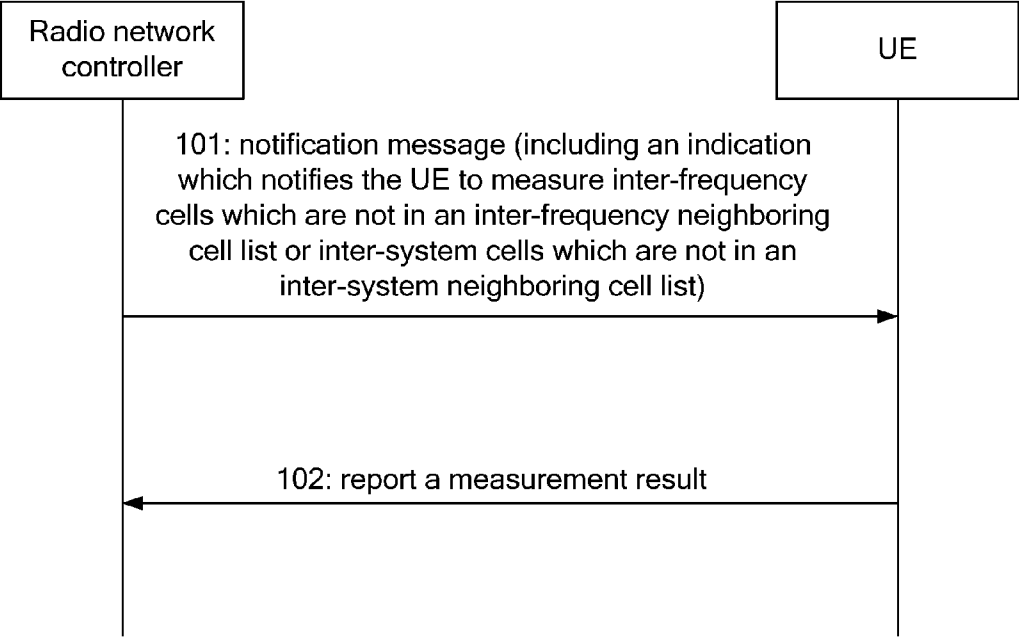 Radio network
controller
UE
101: notification message (including an indication
which notifies the UE to measure inter-frequency
cells which are not in an inter-frequency neighboring
cell list or inter-system cells which are not in an
inter-system neighboring cell list)
102: report a measurement result